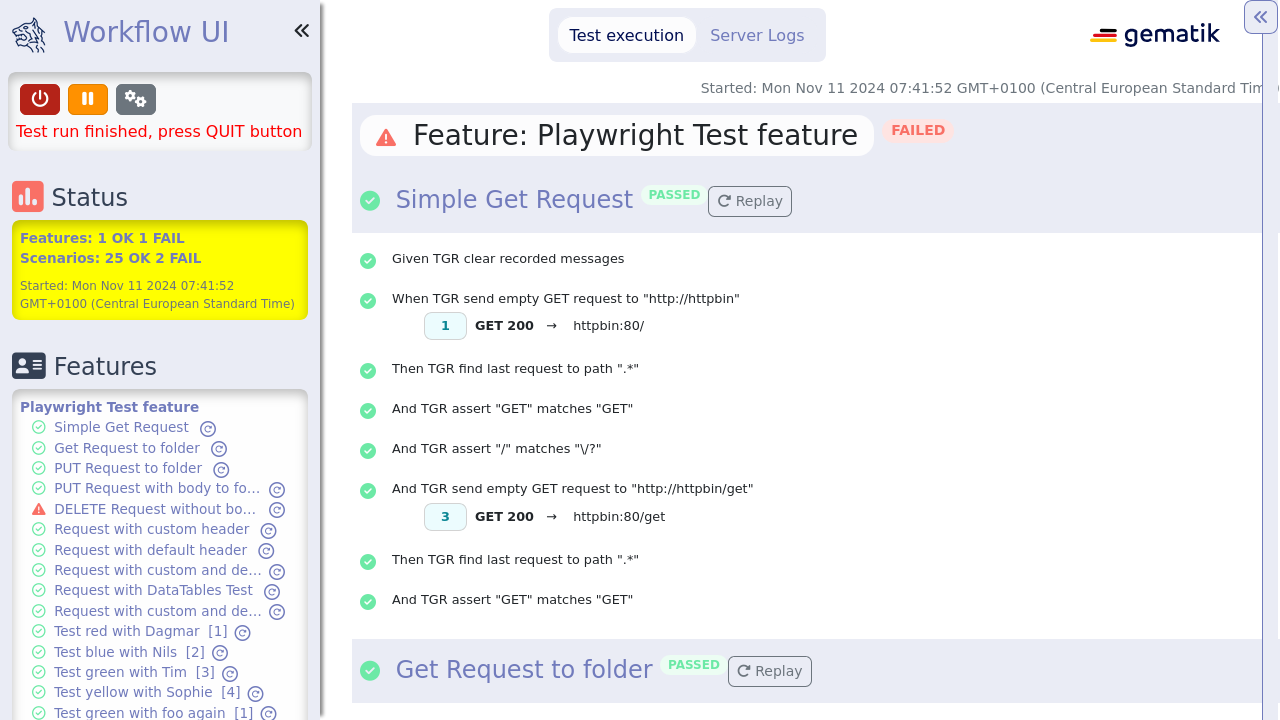 Workflow UI
Test run finished, press QUIT button
Status
Features: 1 OK 1 FAIL
Scenarios: 25 OK 2 FAIL
Started: Mon Nov 11 2024 07:41:52
GMT+0100 (Central European Standard Time)
Features
Playwright Test feature
Simple Get Request
Get Request to folder
PUT Request to folder
PUT Request with body to fo...
DELETE Request without bo...
Request with custom header
Request with default header
Request with custom and de...
Request with DataTables Test
Request with custom and de...
Test red with Dagmar [1]
Test blue with Nils [2]
Test green with Tim [3]
Test yellow with Sophie [4]
Test green with foo again [1]
Test execution
Server Logs
gematik
Started: Mon Nov 11 2024 07:41:52 GMT+0100 (Central European Standard Tim
Feature: Playwright Test feature FAILED
Simple Get Request PASSED Replay
Given TGR clear recorded messages
When TGR send empty GET request to "http://httpbin"
1 GET 200 → httpbin:80/
Then TGR find last request to path ".*"
And TGR assert "GET" matches "GET"
And TGR assert "/" matches "\/?"
And TGR send empty GET request to "http://httpbin/get"
3 GET 200 → httpbin:80/get
Then TGR find last request to path ".*"
And TGR assert "GET" matches "GET"
Get Request to folder PASSED Replay